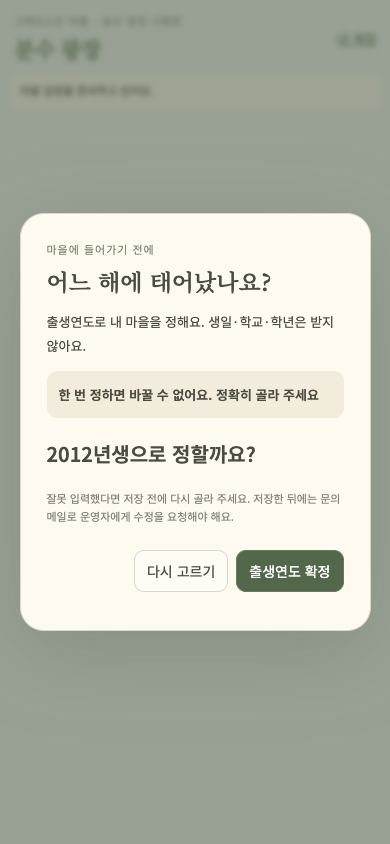 분수 광장
마을에 들어가기 전에
어느 해에 태어났나요?
출생연도로 내 마을을 정해요. 생일·학교·학년은 받지
않아요.
한 번 정하면 바꿀 수 없어요. 정확히 골라 주세요
2012년생으로 정할까요?
잘못 입력했다면 저장 전에 다시 골라 주세요. 저장한 뒤에는 문의
메일로 운영자에게 수정을 요청해야 해요.
다시 고르기
출생연도 확정